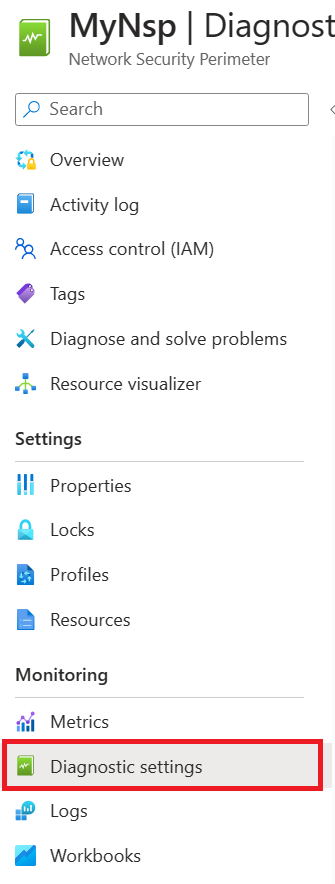 MyNsp | Diagnost
Network Security Perimeter
Search
Overview
Activity log
Access control (IAM)
Tags
Diagnose and solve problems
Resource visualizer
Settings
Properties
Locks
Profiles
Resources
Monitoring
Metrics
Diagnostic settings
Logs
Workbooks